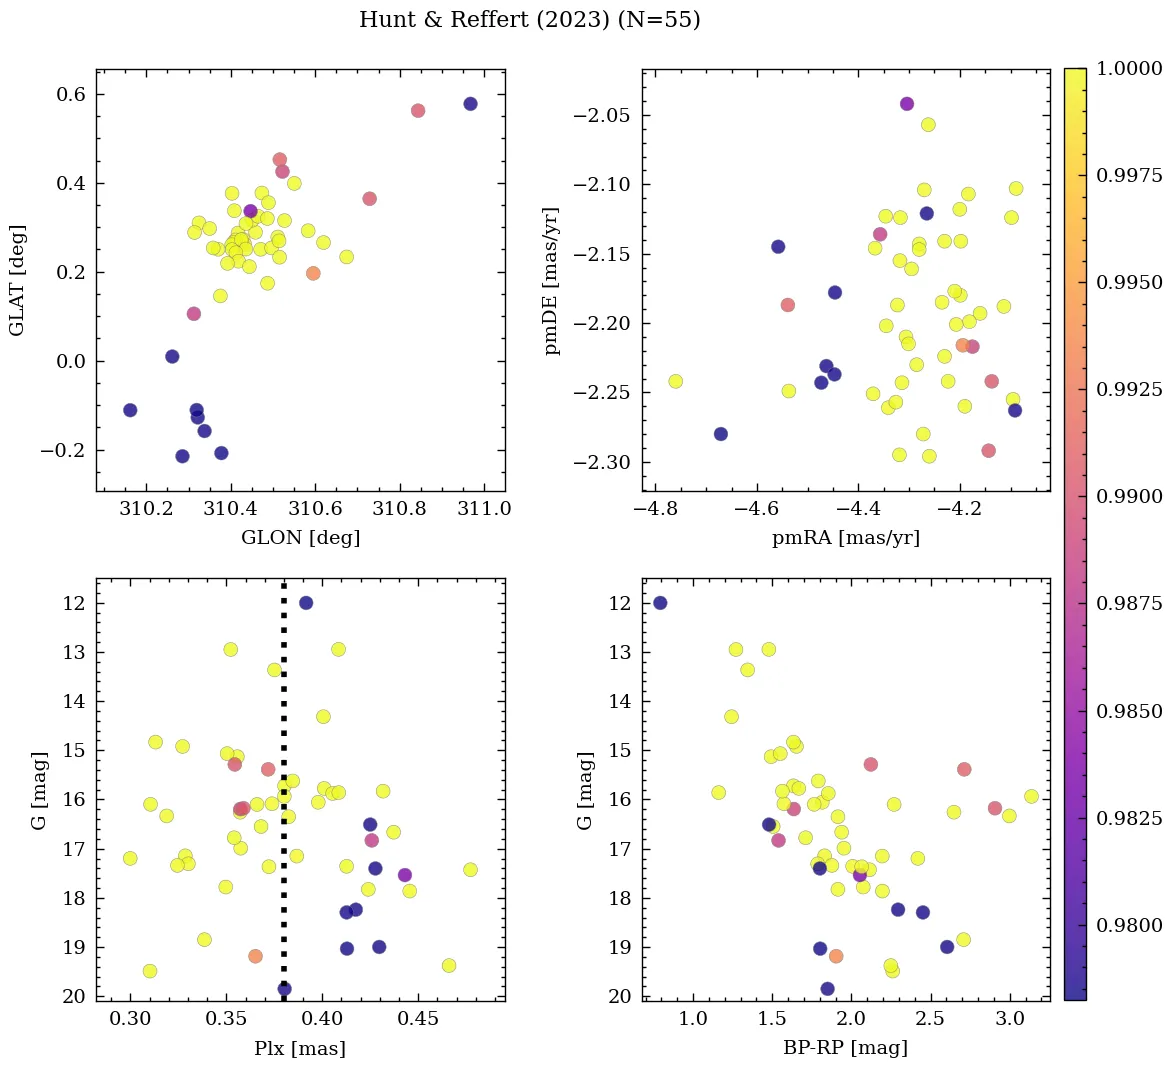 Hunt & Reffert (2023) (N=55)
0.6
0.4
0.2
0.0
−0.2
GLAT [deg]
310.2 310.4 310.6 310.8 311.0
GLON [deg]
−2.05
−2.10
−2.15
−2.20
−2.25
−2.30
pmDE [mas/yr]
−4.8 −4.6 −4.4 −4.2
pmRA [mas/yr]
12
13
14
15
16
17
18
19
20
G [mag]
0.30 0.35 0.40 0.45
Plx [mas]
12
13
14
15
16
17
18
19
20
G [mag]
1.0 1.5 2.0 2.5 3.0
BP-RP [mag]
1.0000
0.9975
0.9950
0.9925
0.9900
0.9875
0.9850
0.9825
0.9800